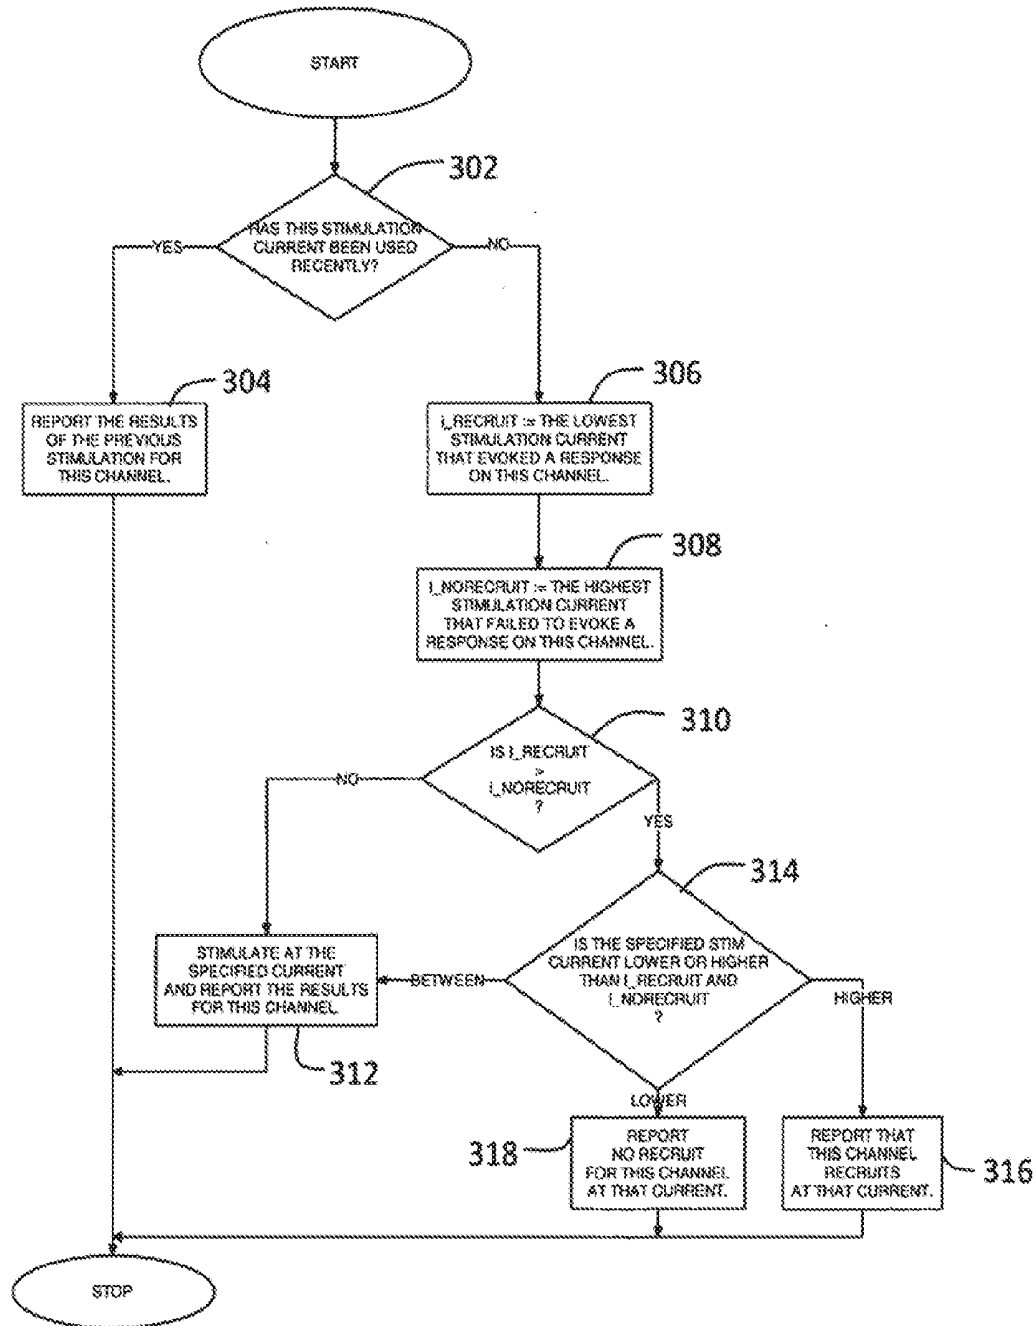 START
302
HAS THIS STIMULATION
CURRENT BEEN USED
RECENTLY?
YES
NO
304
REPORT THE RESULTS
OF THE PREVIOUS
STIMULATION FOR
THIS CHANNEL.
306
I_RECRUIT := THE LOWEST
STIMULATION CURRENT
THAT EVOKED A RESPONSE
ON THIS CHANNEL.
308
I_NORECRUIT := THE HIGHEST
STIMULATION CURRENT
THAT FAILED TO EVOKE A
RESPONSE ON THIS CHANNEL.
310
IS I_RECRUIT
>
I_NORECRUIT
?
NO
YES
314
IS THE SPECIFIED STIM
CURRENT LOWER OR HIGHER
THAN I_RECRUIT AND
I_NORECRUIT
?
BETWEEN
HIGHER
LOWER
STIMULATE AT THE
SPECIFIED CURRENT
AND REPORT THE RESULTS
FOR THIS CHANNEL
312
318
REPORT
NO RECRUIT
FOR THIS CHANNEL
AT THAT CURRENT.
REPORT THAT
THIS CHANNEL
RECRUITS
AT THAT CURRENT.
316
STOP